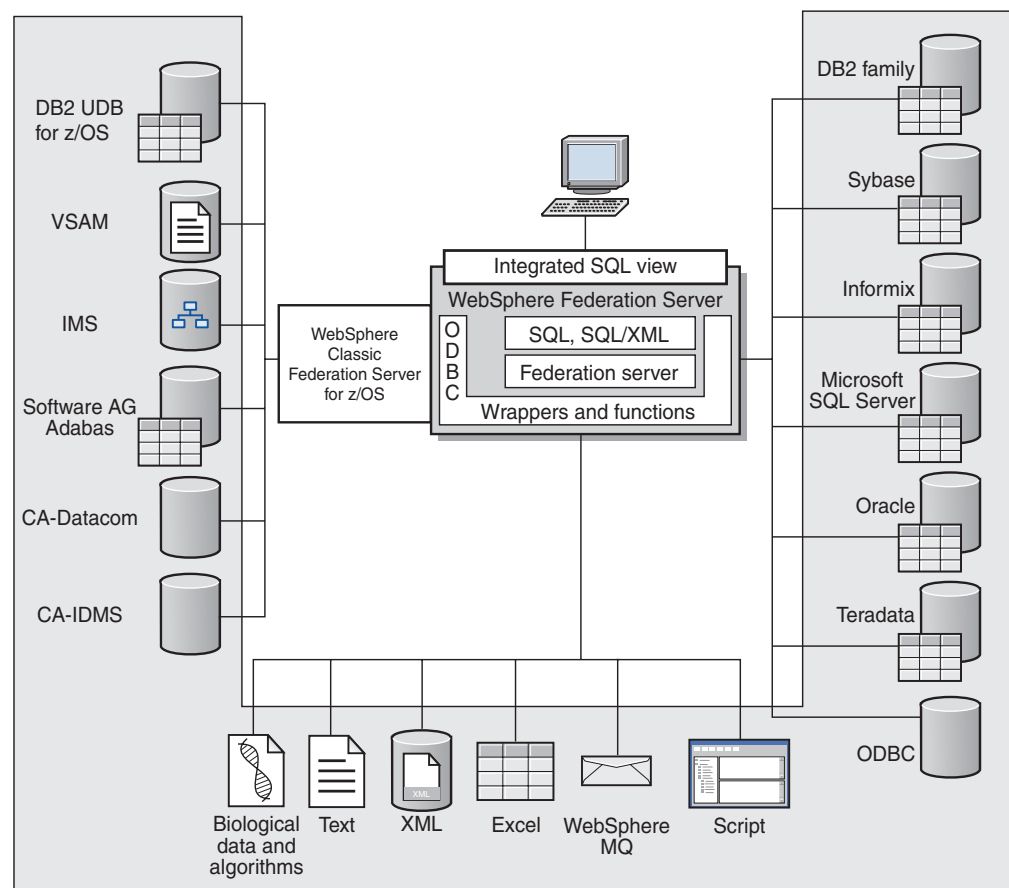 DB2 UDB
for z/OS
VSAM
IMS
Software AG
Adabas
CA-Datacom
CA-IDMS
WebSphere
Classic
Federation Server
for z/OS
Integrated SQL view
WebSphere Federation Server
O
D
B
C
SQL, SQL/XML
Federation server
Wrappers and functions
DB2 family
Sybase
Informix
Microsoft
SQL Server
Oracle
Teradata
ODBC
Biological
data and
algorithms
Text
XML
XML
Excel
WebSphere
MQ
Script